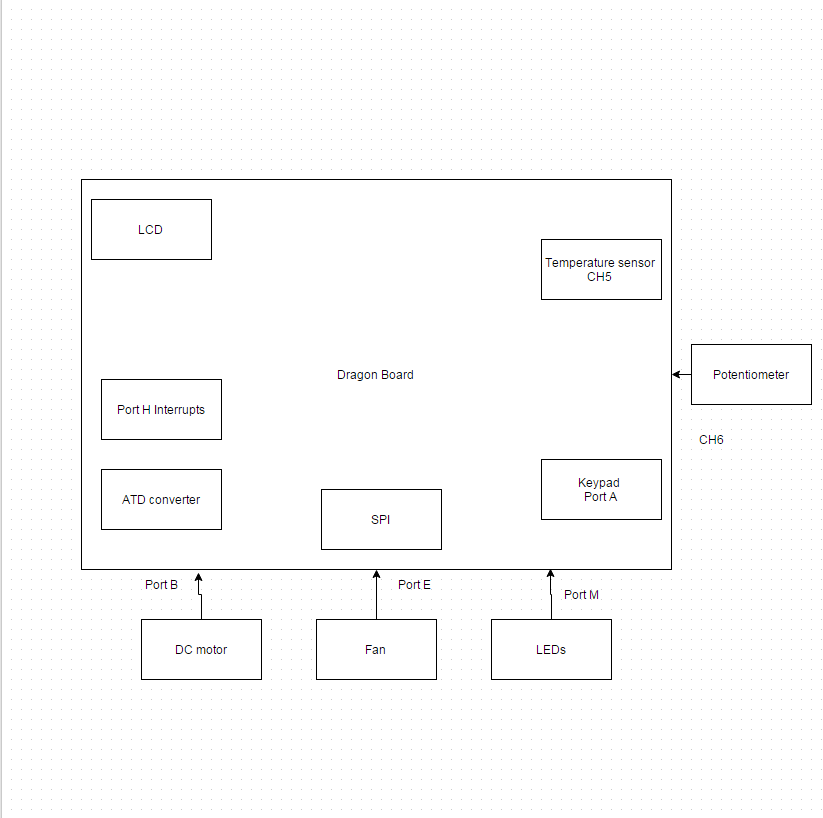 LCD
Temperature sensor
CH5
Dragon Board
Potentiometer
Port H Interrupts
CH6
ATD converter
Keypad
Port A
SPI
Port B
Port E
Port M
DC motor
Fan
LEDs